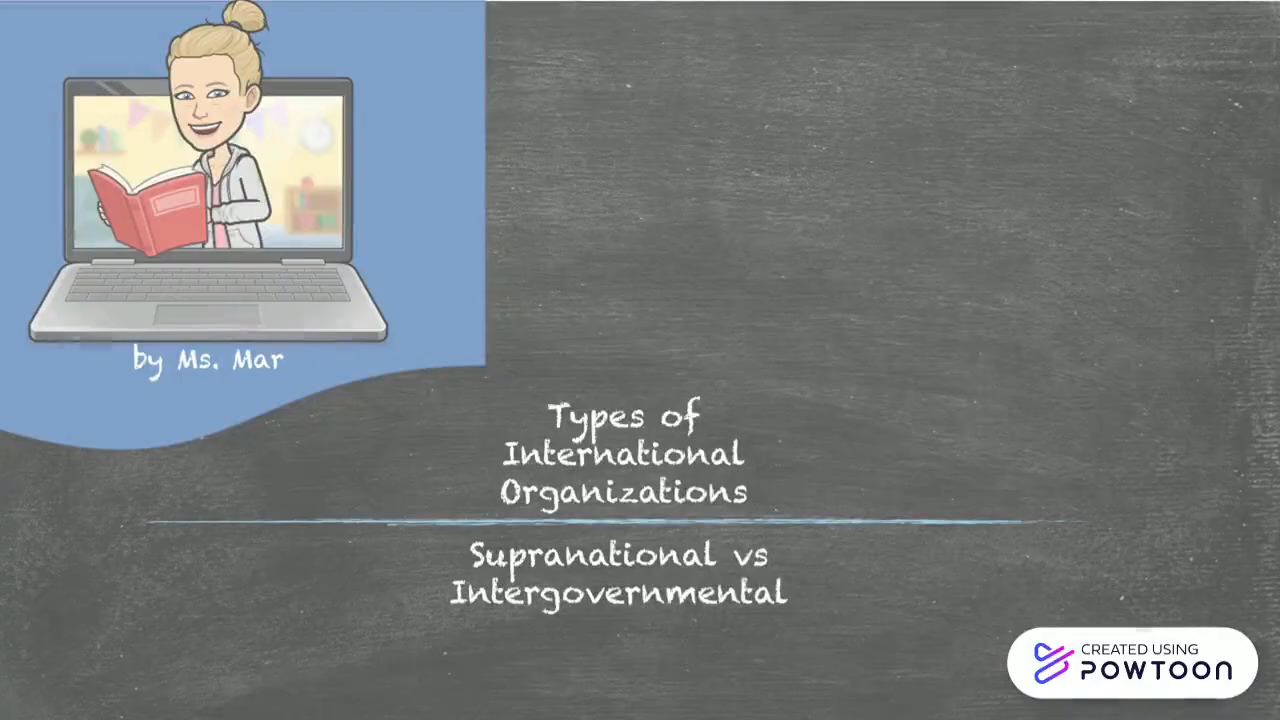 by Ms. Mar
Types of
International
Organizations
Supranational vs
Intergovernmental
CREATED USING
POWTOON